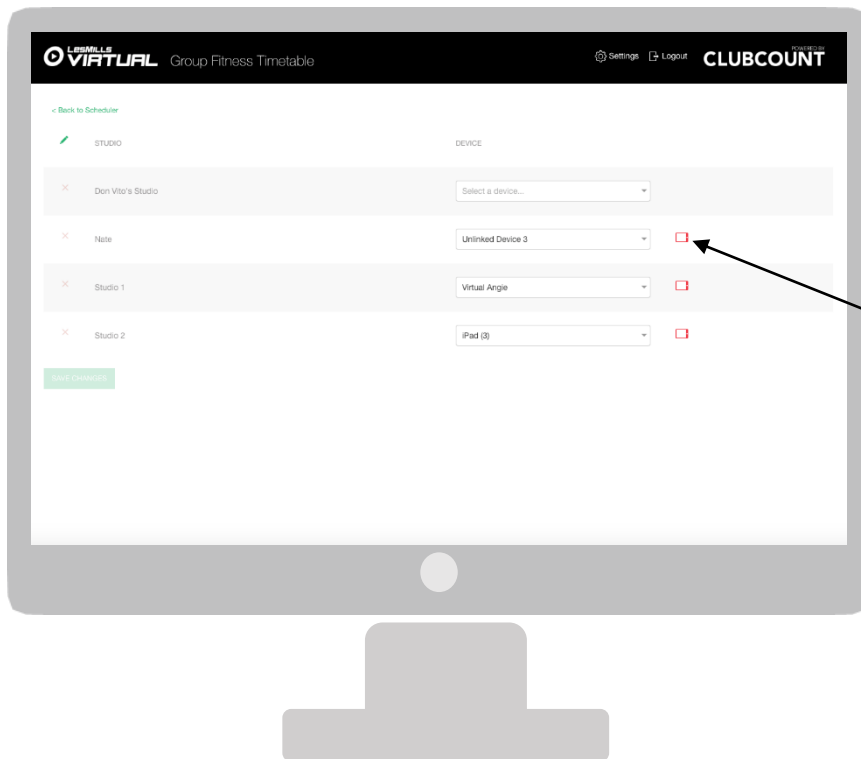 LESMILLS
VIRTUAL Group Fitness Timetable
Settings Logout
POWERED BY
CLUBCOUNT
< Back to Scheduler
STUDIO DEVICE
Don Vito's Studio Select a device...
Nate Unlinked Device 3
Studio 1 Virtual Angie
Studio 2 iPad (3)
SAVE CHANGES